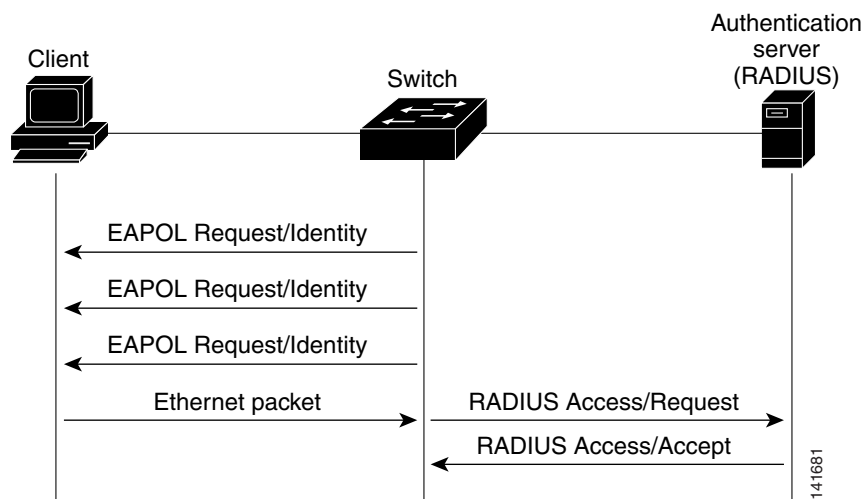 Client
Switch
Authentication
server
(RADIUS)
EAPOL Request/Identity
EAPOL Request/Identity
EAPOL Request/Identity
Ethernet packet
RADIUS Access/Request
RADIUS Access/Accept
141681